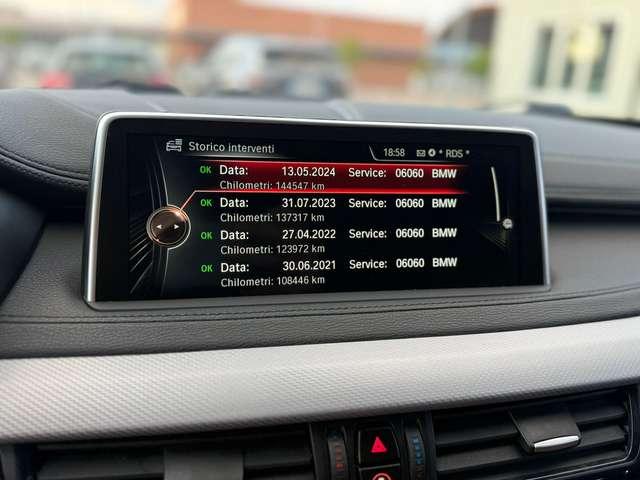 Storico interventi 18:58 * RDS *
OK Data: 13.05.2024 Service: 06060 BMW
Chilometri: 144547 km
OK Data: 31.07.2023 Service: 06060 BMW
Chilometri: 137317 km
OK Data: 27.04.2022 Service: 06060 BMW
Chilometri: 123972 km
OK Data: 30.06.2021 Service: 06060 BMW
Chilometri: 108446 km